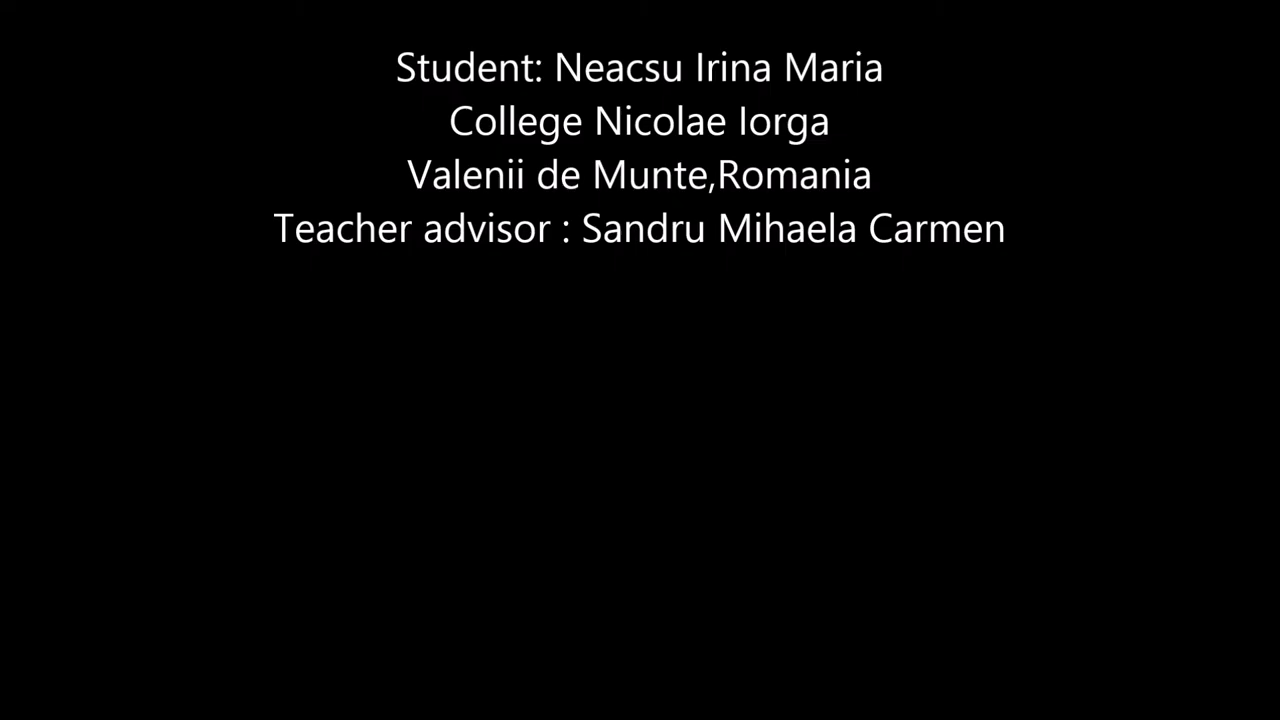 Student: Neacsu Irina Maria
College Nicolae Iorga
Valenii de Munte,Romania
Teacher advisor : Sandru Mihaela Carmen